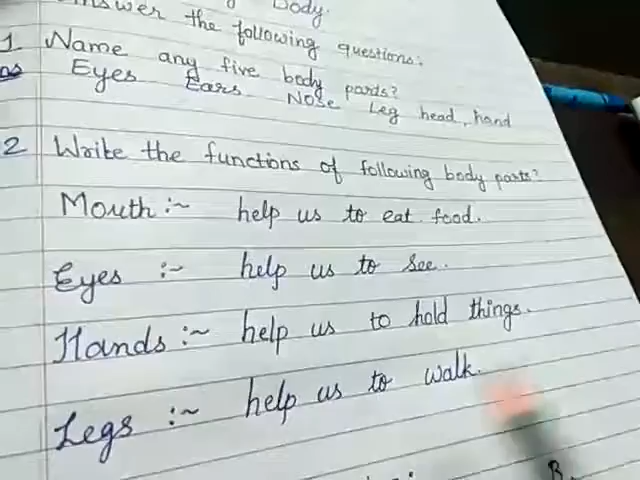 Body.
Answer the following questions:
1 Name any five body parts?
Ans Eyes Ears Nose Leg head, hand
2 Write the functions of following body parts?
Mouth :~ help us to eat food.
Eyes :~ help us to see.
Hands :~ help us to hold things.
Legs :~ help us to walk.
B.